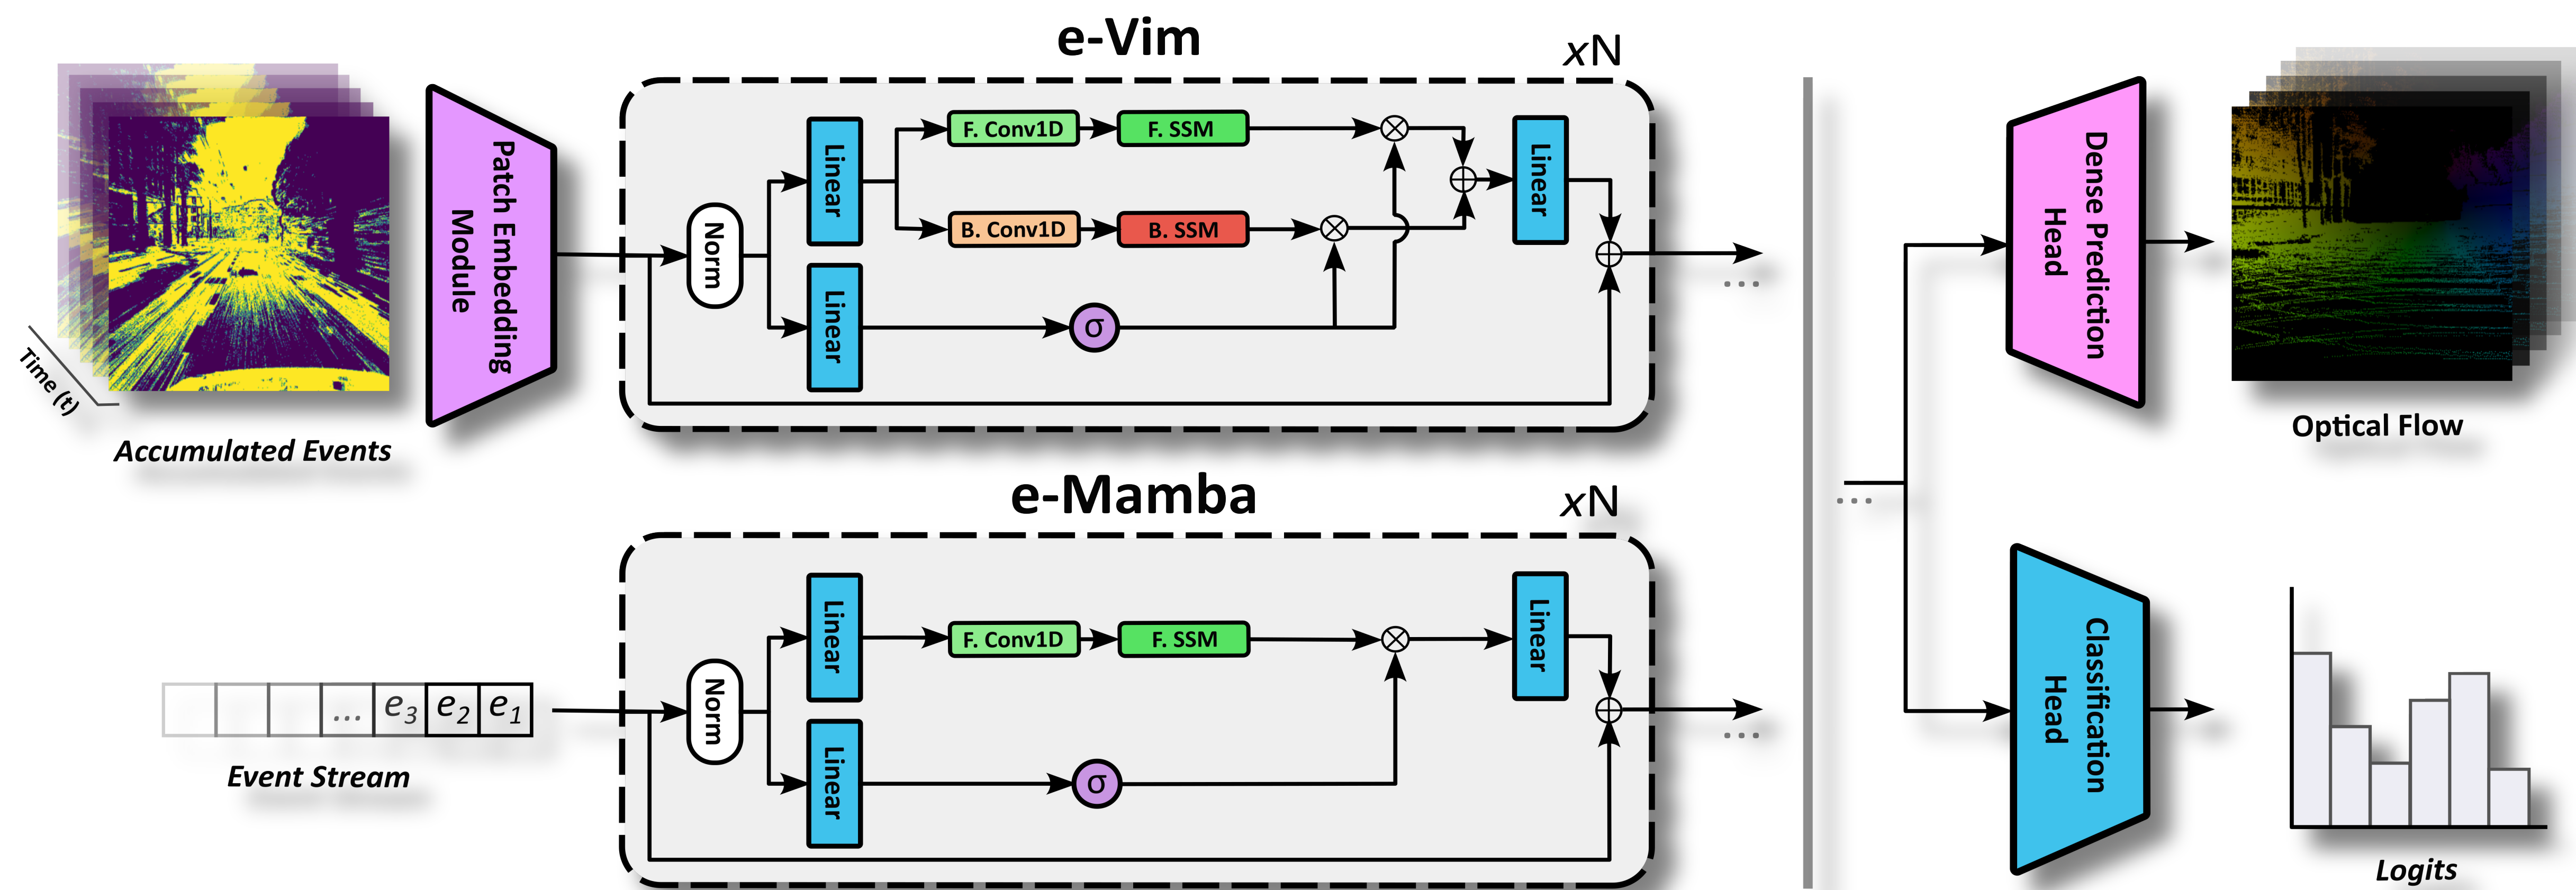 e-Vim
xN
Time (t)
Accumulated Events
Patch Embedding
Module
Norm
Linear
Linear
F. Conv1D
F. SSM
⊗
B. Conv1D
B. SSM
⊗
σ
⊕
Linear
⊕
...
e-Mamba
xN
... e3 e2 e1
Event Stream
Norm
Linear
Linear
F. Conv1D
F. SSM
⊗
σ
Linear
⊕
...
...
Dense Prediction
Head
Optical Flow
Classification
Head
Logits